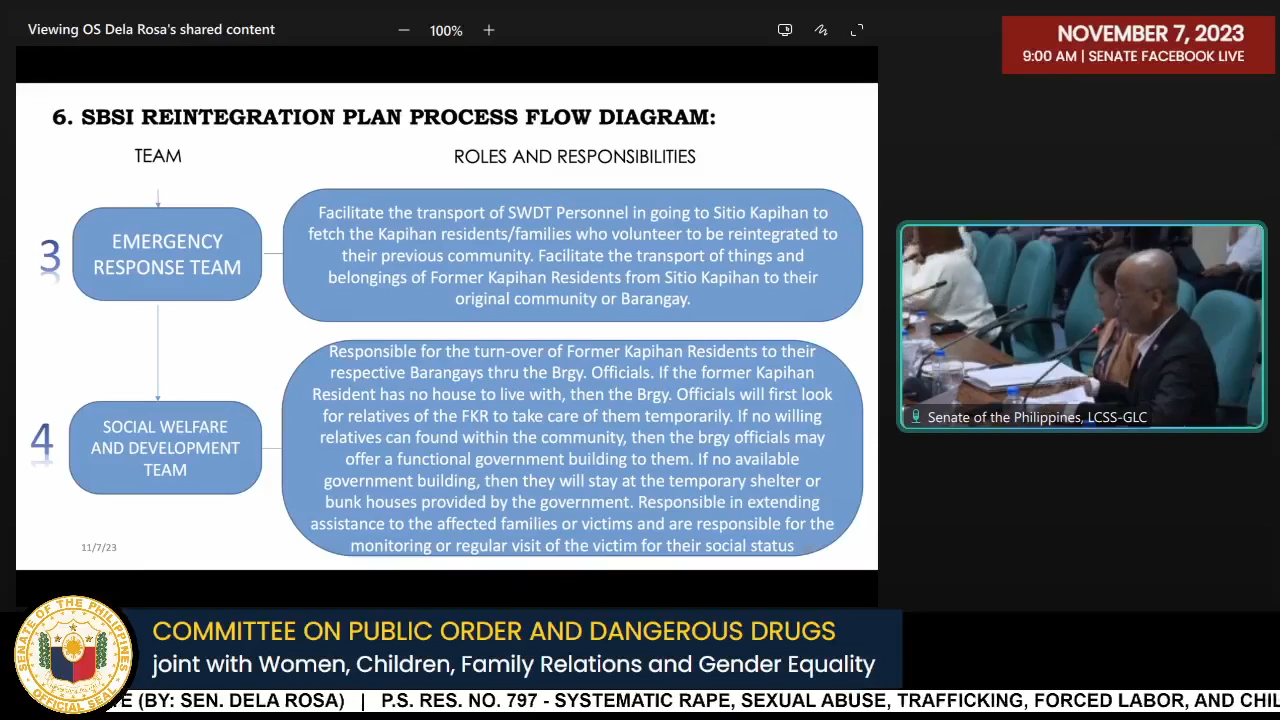 Viewing OS Dela Rosa's shared content
100%
NOVEMBER 7, 2023
9:00 AM | SENATE FACEBOOK LIVE
6. SBSI REINTEGRATION PLAN PROCESS FLOW DIAGRAM:
TEAM
ROLES AND RESPONSIBILITIES
3
EMERGENCY
RESPONSE TEAM
Facilitate the transport of SWDT Personnel in going to Sitio Kapihan to
fetch the Kapihan residents/families who volunteer to be reintegrated to
their previous community. Facilitate the transport of things and
belongings of Former Kapihan Residents from Sitio Kapihan to their
original community or Barangay.
4
SOCIAL WELFARE
AND DEVELOPMENT
TEAM
Responsible for the turn-over of Former Kapihan Residents to their
respective Barangays thru the Brgy. Officials. If the former Kapihan
Resident has no house to live with, then the Brgy. Officials will first look
for relatives of the FKR to take care of them temporarily. If no willing
relatives can found within the community, then the brgy officials may
offer a functional government building to them. If no available
government building, then they will stay at the temporary shelter or
bunk houses provided by the government. Responsible in extending
assistance to the affected families or victims and are responsible for the
monitoring or regular visit of the victim for their social status
11/7/23
Senate of the Philippines, LCSS-GLC
SENATE OF THE PHILIPPINES
OFFICIAL SEAL
COMMITTEE ON PUBLIC ORDER AND DANGEROUS DRUGS
joint with Women, Children, Family Relations and Gender Equality
E (BY: SEN. DELA ROSA) | P.S. RES. NO. 797 - SYSTEMATIC RAPE, SEXUAL ABUSE, TRAFFICKING, FORCED LABOR, AND CHIL